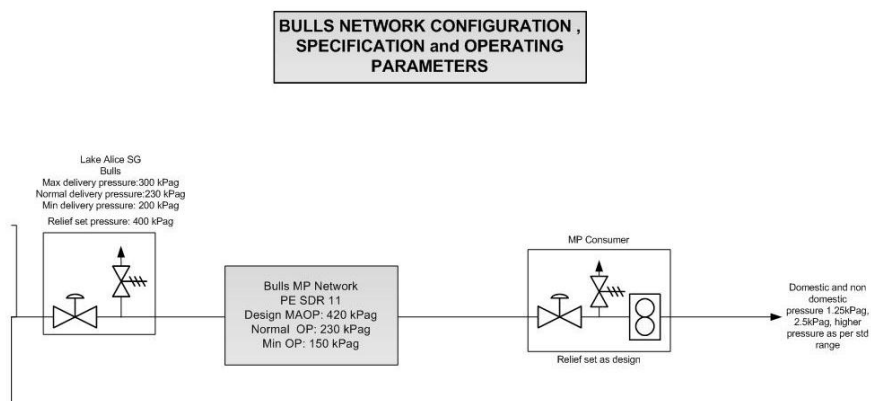 BULLS NETWORK CONFIGURATION ,
SPECIFICATION and OPERATING
PARAMETERS
Lake Alice SG
Bulls
Max delivery pressure:300 kPag
Normal delivery pressure:230 kPag
Min delivery pressure: 200 kPag
Relief set pressure: 400 kPag
Bulls MP Network
PE SDR 11
Design MAOP: 420 kPag
Normal OP: 230 kPag
Min OP: 150 kPag
MP Consumer
Relief set as design
Domestic and non
domestic
pressure 1.25kPag,
2.5kPag, higher
pressure as per std
range